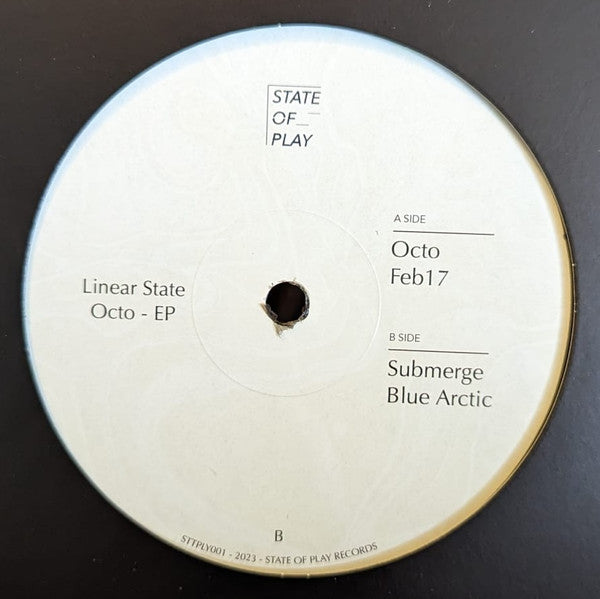 STATE
OF_
PLAY
Linear State
Octo - EP
A SIDE
Octo
Feb17
B SIDE
Submerge
Blue Arctic
B
STTPLY001 - 2023 - STATE OF PLAY RECORDS